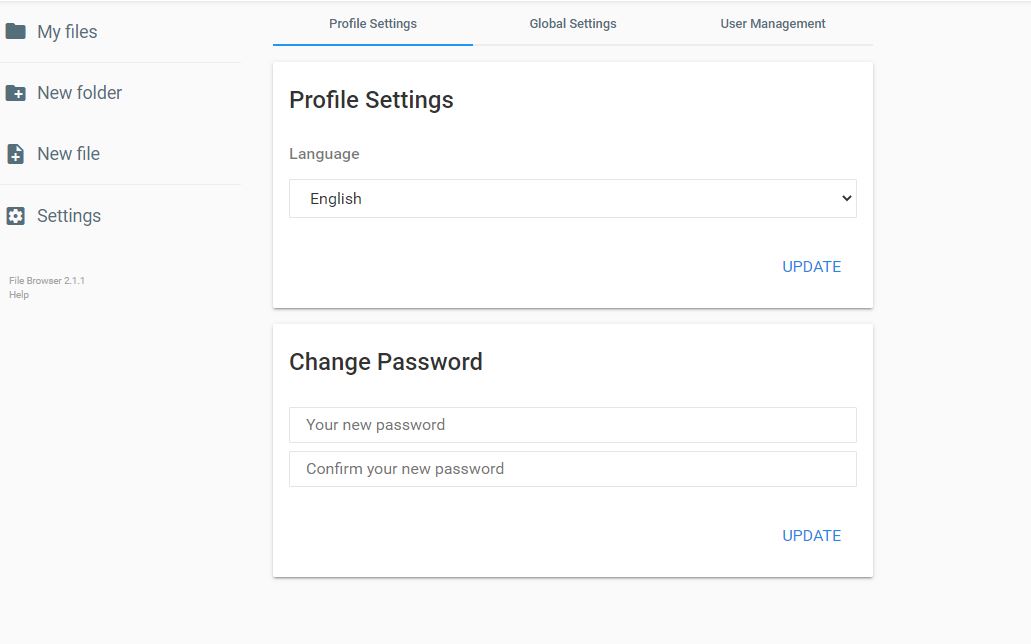 My files
New folder
New file
Settings
File Browser 2.1.1
Help
Profile Settings
Global Settings
User Management
Profile Settings
Language
English
UPDATE
Change Password
Your new password
Confirm your new password
UPDATE